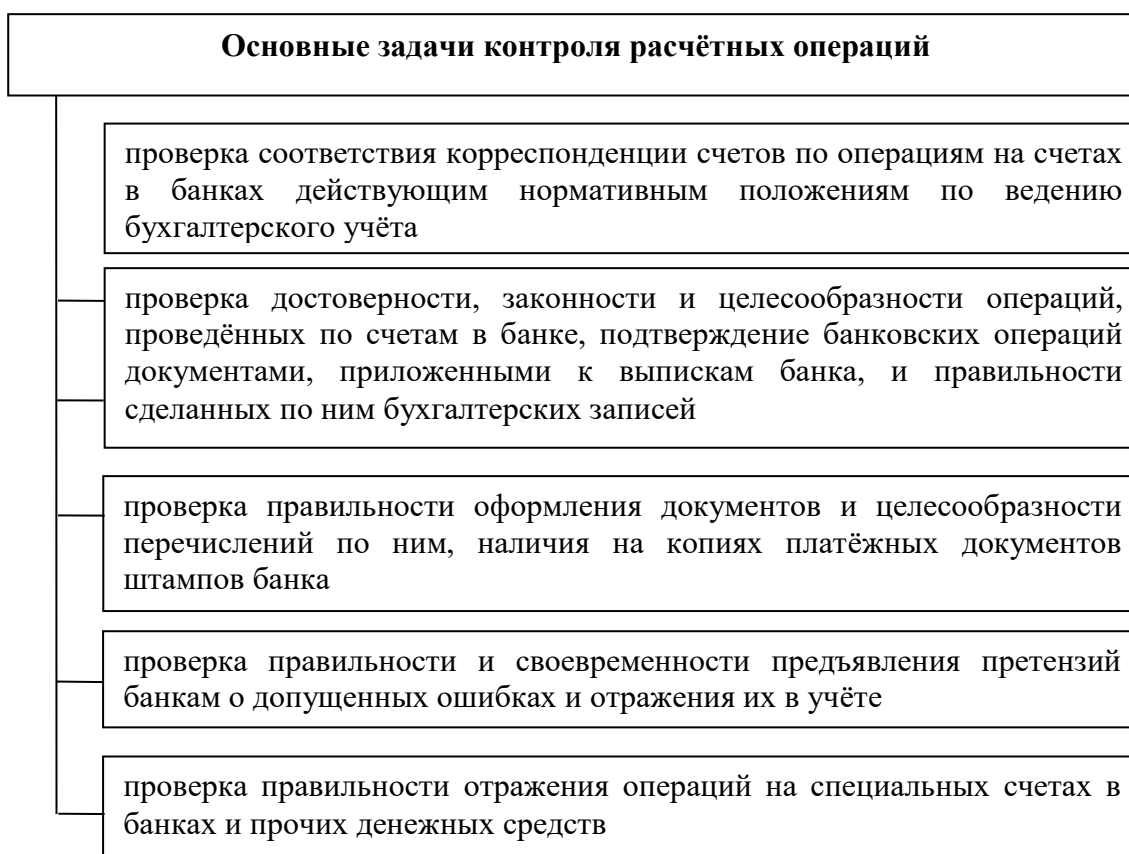 Основные задачи контроля расчётных операций
проверка соответствия корреспонденции счетов по операциям на счетах
в банках действующим нормативным положениям по ведению
бухгалтерского учёта
проверка достоверности, законности и целесообразности операций,
проведённых по счетам в банке, подтверждение банковских операций
документами, приложенными к выпискам банка, и правильности
сделанных по ним бухгалтерских записей
проверка правильности оформления документов и целесообразности
перечислений по ним, наличия на копиях платёжных документов
штампов банка
проверка правильности и своевременности предъявления претензий
банкам о допущенных ошибках и отражения их в учёте
проверка правильности отражения операций на специальных счетах в
банках и прочих денежных средств